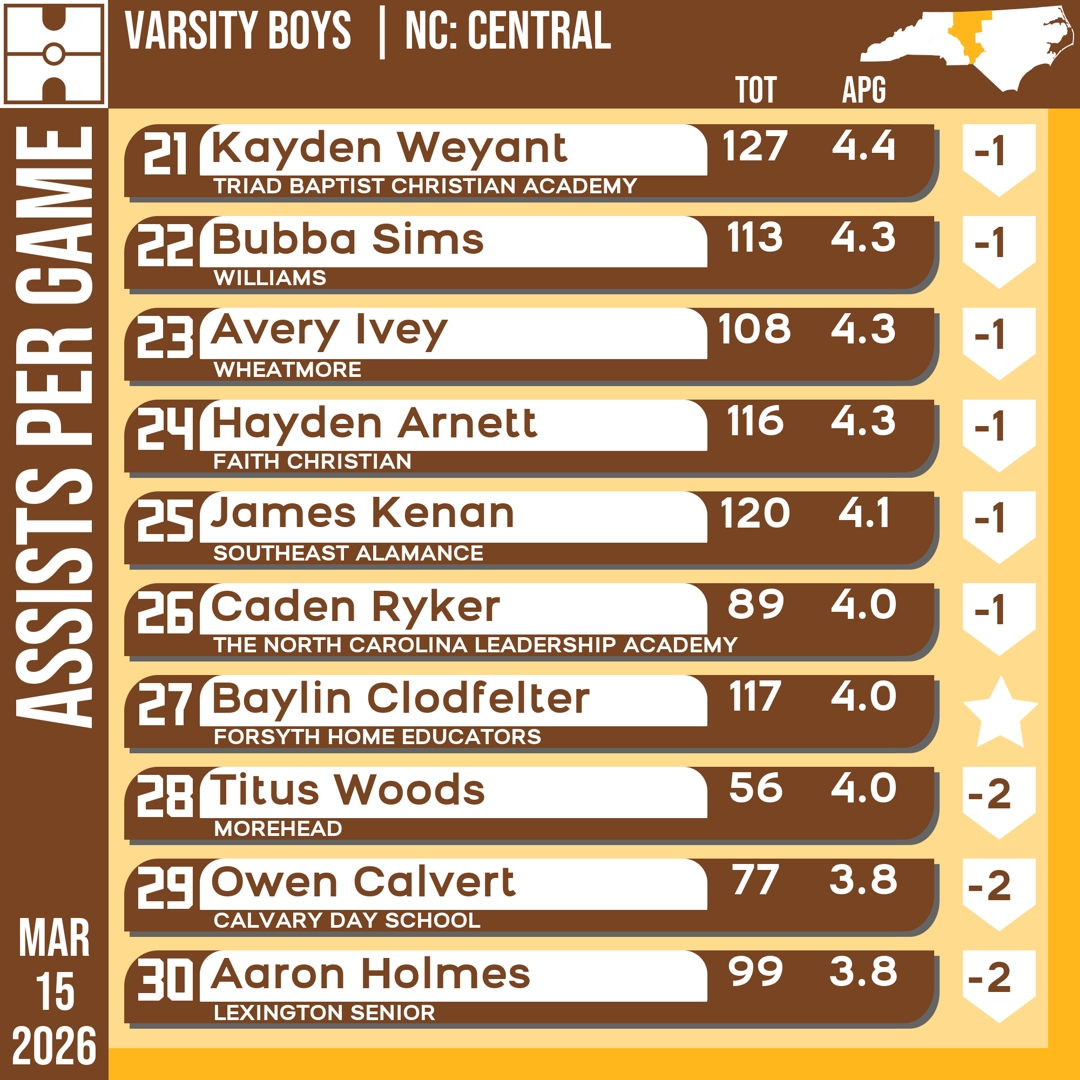 VARSITY BOYS | NC: CENTRAL
TOT APG
ASSISTS PER GAME
MAR
15
2026
21 Kayden Weyant 127 4.4 -1
TRIAD BAPTIST CHRISTIAN ACADEMY
22 Bubba Sims 113 4.3 -1
WILLIAMS
23 Avery Ivey 108 4.3 -1
WHEATMORE
24 Hayden Arnett 116 4.3 -1
FAITH CHRISTIAN
25 James Kenan 120 4.1 -1
SOUTHEAST ALAMANCE
26 Caden Ryker 89 4.0 -1
THE NORTH CAROLINA LEADERSHIP ACADEMY
27 Baylin Clodfelter 117 4.0
FORSYTH HOME EDUCATORS
28 Titus Woods 56 4.0 -2
MOREHEAD
29 Owen Calvert 77 3.8 -2
CALVARY DAY SCHOOL
30 Aaron Holmes 99 3.8 -2
LEXINGTON SENIOR